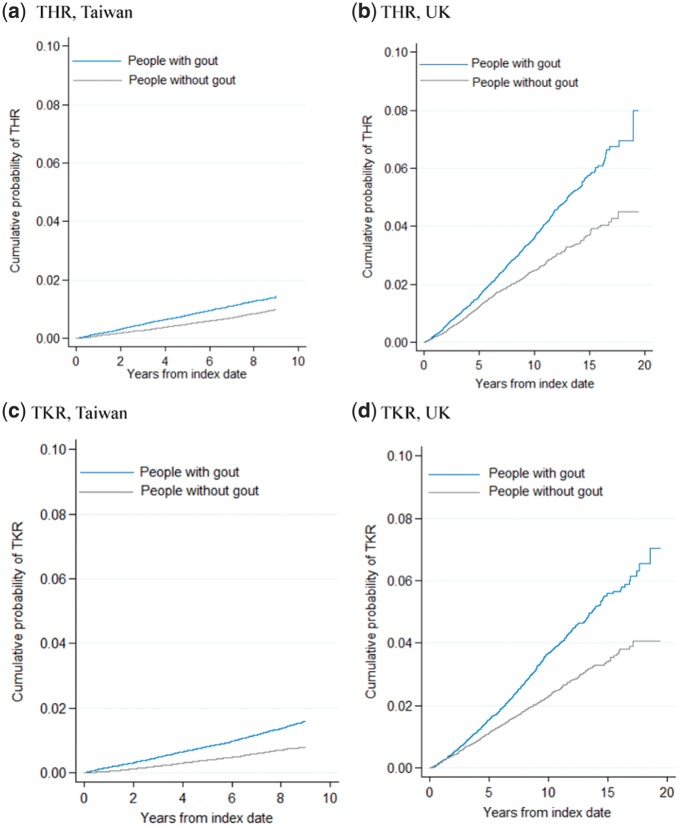 (a) THR, Taiwan
Cumulative probability of THR
0.10
0.08
0.06
0.04
0.02
0.00
People with gout
People without gout
0 2 4 6 8 10
Years from index date
(b) THR, UK
Cumulative probability of THR
0.10
0.08
0.06
0.04
0.02
0.00
People with gout
People without gout
0 5 10 15 20
Years from index date
(c) TKR, Taiwan
Cumulative probability of TKR
0.10
0.08
0.06
0.04
0.02
0.00
People with gout
People without gout
0 2 4 6 8 10
Years from index date
(d) TKR, UK
Cumulative probability of TKR
0.10
0.08
0.06
0.04
0.02
0.00
People with gout
People without gout
0 5 10 15 20
Years from index date